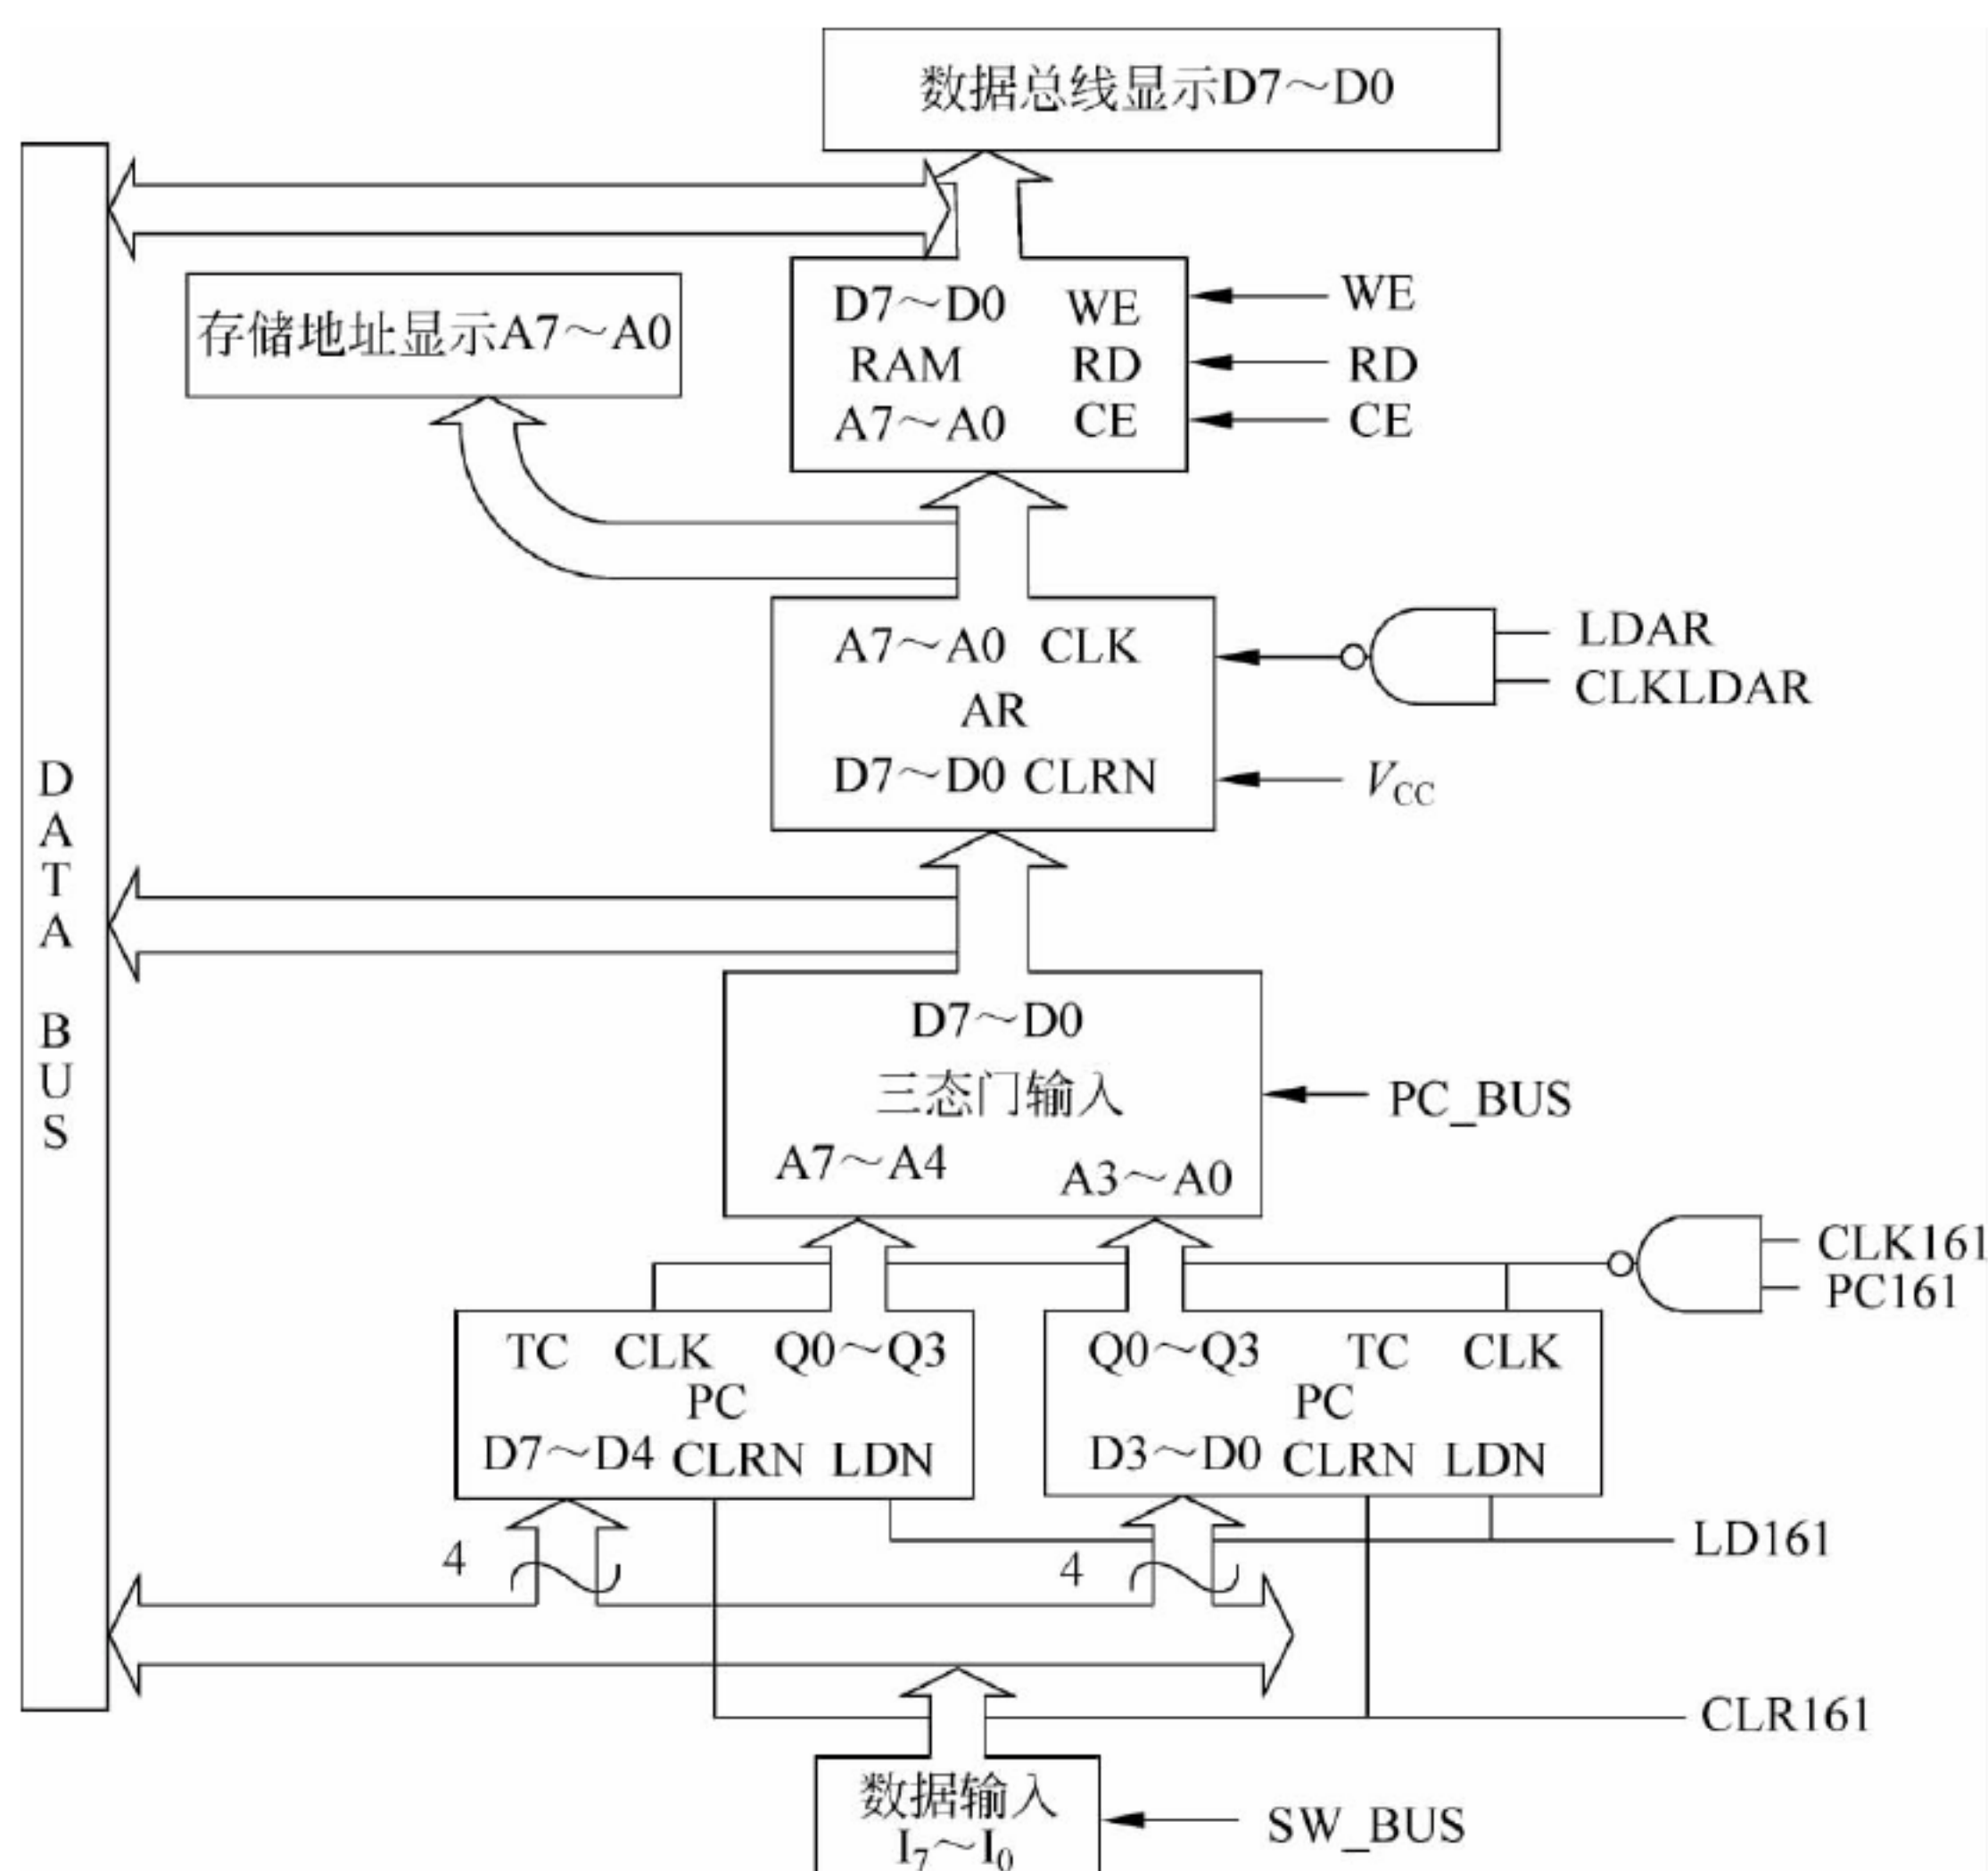 数据总线显示D7～D0
存储地址显示A7～A0
D7～D0 WE
RAM RD
A7～A0 CE
WE
RD
CE
A7～A0 CLK
AR
D7～D0 CLRN
LDAR
CLKLDAR
VCC
DATA BUS
D7～D0
三态门输入
A7～A4 A3～A0
PC_BUS
CLK161
PC161
TC CLK Q0～Q3
PC
D7～D4 CLRN LDN
Q0～Q3 TC CLK
PC
D3～D0 CLRN LDN
4
4
LD161
CLR161
数据输入
I7～I0
SW_BUS